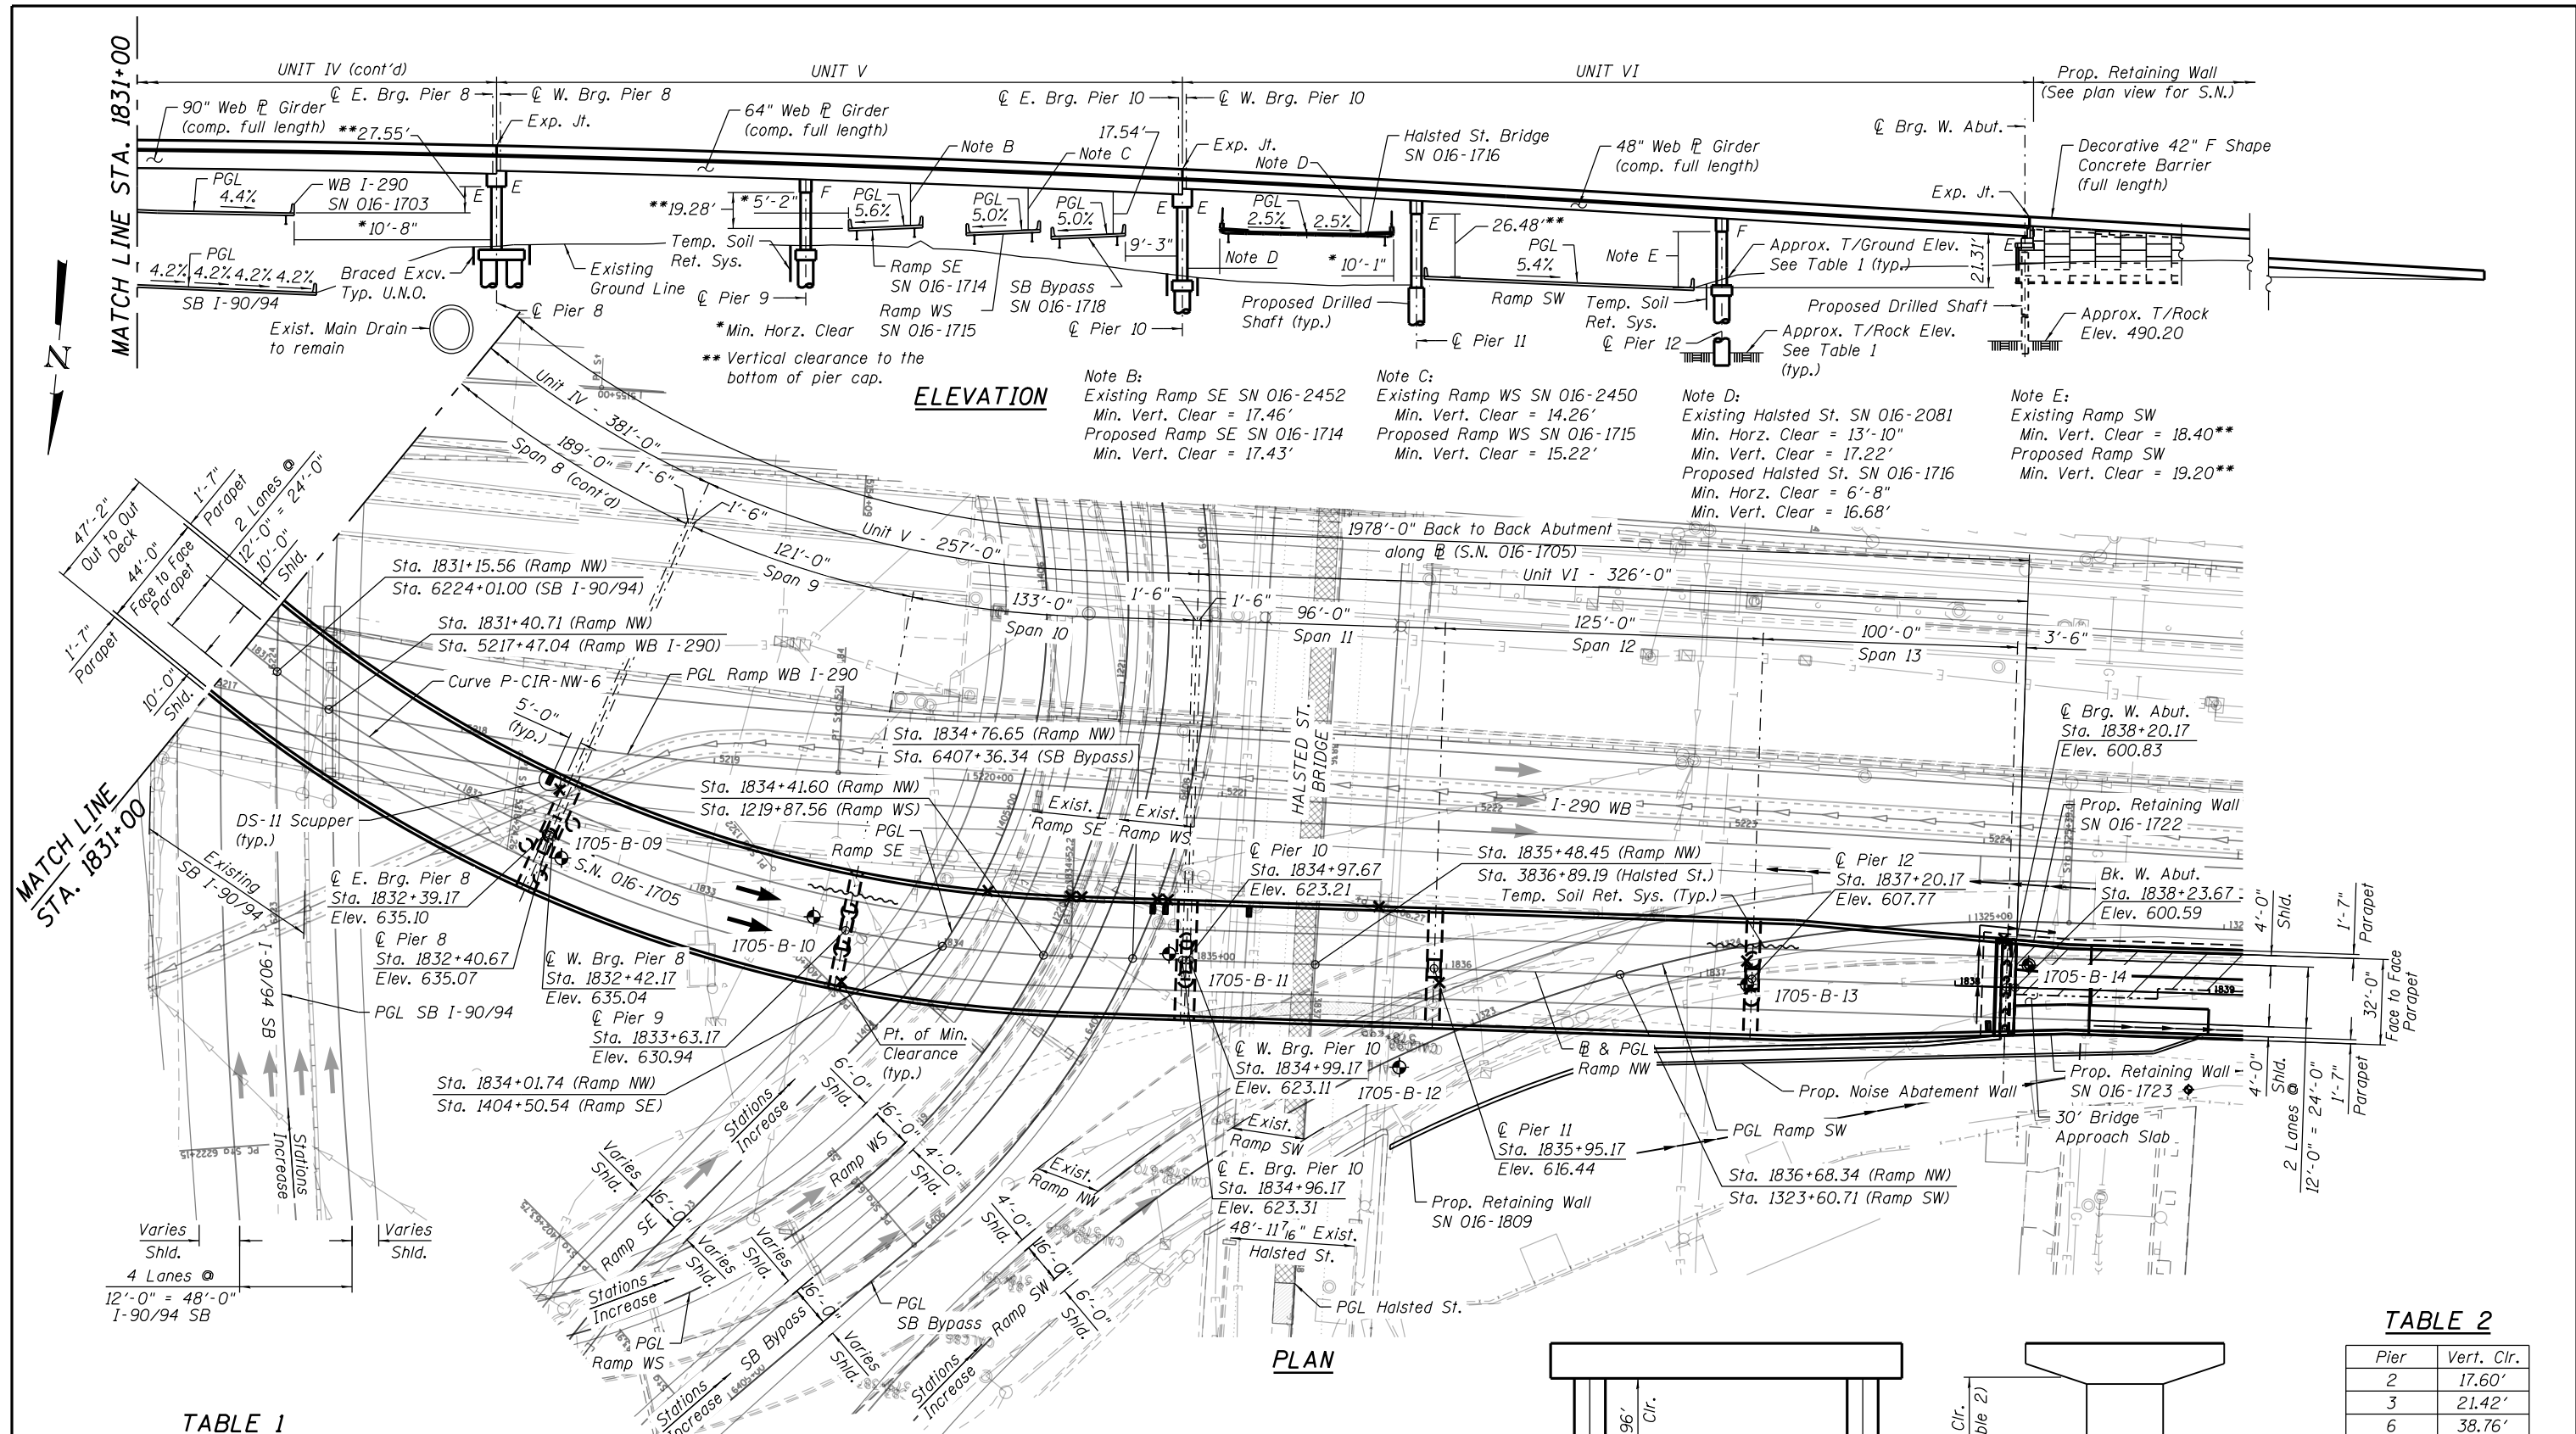 MATCH LINE STA. 1831+00
UNIT IV (cont'd)
UNIT V
UNIT VI
Prop. Retaining Wall
(See plan view for S.N.)
℄ E. Brg. Pier 8
℄ W. Brg. Pier 8
℄ E. Brg. Pier 10
℄ W. Brg. Pier 10
℄ Brg. W. Abut.
90" Web ℙ Girder
(comp. full length)
**27.55'
Exp. Jt.
64" Web ℙ Girder
(comp. full length)
Note B
17.54'
Note C
Exp. Jt.
Note D
Halsted St. Bridge
SN 016-1716
48" Web ℙ Girder
(comp. full length)
Exp. Jt.
Decorative 42" F Shape
Concrete Barrier
(full length)
PGL
4.4%
WB I-290
SN 016-1703
E
E
*10'-8"
**19.28'
*5'-2"
F
PGL
5.6%
PGL
5.0%
PGL
5.0%
E
E
9'-3"
PGL
2.5%
2.5%
Note D
*10'-1"
E
26.48'**
PGL
5.4%
Note E
F
Approx. T/Ground Elev.
See Table 1 (typ.)
E
21.31'
PGL
4.2% 4.2% 4.2% 4.2%
SB I-90/94
Braced Excv.
Typ. U.N.O.
Existing
Ground Line
Temp. Soil
Ret. Sys.
℄ Pier 9
Ramp SE
SN 016-1714
Ramp WS
SN 016-1715
SB Bypass
SN 016-1718
℄ Pier 10
Proposed Drilled
Shaft (typ.)
Ramp SW
Temp. Soil
Ret. Sys.
Proposed Drilled Shaft
Approx. T/Rock
Elev. 490.20
℄ Pier 8
Exist. Main Drain
to remain
℄ Pier 11
℄ Pier 12
Approx. T/Rock Elev.
See Table 1
(typ.)
*Min. Horz. Clear
** Vertical clearance to the
bottom of pier cap.
ELEVATION
N
Note B:
Existing Ramp SE SN 016-2452
Min. Vert. Clear = 17.46'
Proposed Ramp SE SN 016-1714
Min. Vert. Clear = 17.43'
Note C:
Existing Ramp WS SN 016-2450
Min. Vert. Clear = 14.26'
Proposed Ramp WS SN 016-1715
Min. Vert. Clear = 15.22'
Note D:
Existing Halsted St. SN 016-2081
Min. Horz. Clear = 13'-10"
Min. Vert. Clear = 17.22'
Proposed Halsted St. SN 016-1716
Min. Horz. Clear = 6'-8"
Min. Vert. Clear = 16.68'
Note E:
Existing Ramp SW
Min. Vert. Clear = 18.40**
Proposed Ramp SW
Min. Vert. Clear = 19.20**
Unit IV - 381'-0"
189'-0"
Span 8 (cont'd)
1'-6"
1'-6"
Unit V - 257'-0"
121'-0"
Span 9
133'-0"
Span 10
1'-6"
1'-6"
1978'-0" Back to Back Abutment
along ℄ (S.N. 016-1705)
Unit VI - 326'-0"
96'-0"
Span 11
125'-0"
Span 12
100'-0"
Span 13
3'-6"
47'-2"
Out to Out
Deck
1'-7"
Parapet
44'-0"
Face to Face
Parapet
2 Lanes @
12'-0" = 24'-0"
10'-0"
Shld.
1'-7"
Parapet
10'-0"
Shld.
Sta. 1831+15.56 (Ramp NW)
Sta. 6224+01.00 (SB I-90/94)
Sta. 1831+40.71 (Ramp NW)
Sta. 5217+47.04 (Ramp WB I-290)
Curve P-CIR-NW-6
PGL Ramp WB I-290
5'-0"
(typ.)
Sta. 1834+76.65 (Ramp NW)
Sta. 6407+36.34 (SB Bypass)
Sta. 1834+41.60 (Ramp NW)
Sta. 1219+87.56 (Ramp WS)
PGL
Ramp SE
Exist.
Ramp SE
Exist.
Ramp WS
HALSTED ST.
BRIDGE
I-290 WB
℄ Brg. W. Abut.
Sta. 1838+20.17
Elev. 600.83
Prop. Retaining Wall
SN 016-1722
MATCH LINE
STA. 1831+00
DS-11 Scupper
(typ.)
Existing
SB I-90/94
1705-B-09
S.N. 016-1705
℄ E. Brg. Pier 8
Sta. 1832+39.17
Elev. 635.10
℄ Pier 8
Sta. 1832+40.67
Elev. 635.07
℄ W. Brg. Pier 8
Sta. 1832+42.17
Elev. 635.04
℄ Pier 9
Sta. 1833+63.17
Elev. 630.94
I-90/94 SB
PGL SB I-90/94
1705-B-10
Pt. of Min.
Clearance
(typ.)
Sta. 1834+01.74 (Ramp NW)
Sta. 1404+50.54 (Ramp SE)
℄ Pier 10
Sta. 1834+97.67
Elev. 623.21
1705-B-11
Sta. 1835+48.45 (Ramp NW)
Sta. 3836+89.19 (Halsted St.)
Temp. Soil Ret. Sys. (Typ.)
℄ Pier 12
Sta. 1837+20.17
Elev. 607.77
Bk. W. Abut.
Sta. 1838+23.67
Elev. 600.59
1705-B-13
1705-B-14
4'-0"
Shld.
1'-7"
Parapet
32'-0"
Face to Face
Parapet
4'-0"
Shld.
2 Lanes @
12'-0" = 24'-0"
1'-7"
Parapet
℄ W. Brg. Pier 10
Sta. 1834+99.17
Elev. 623.11
1705-B-12
℄ & PGL
Ramp NW
Prop. Noise Abatement Wall
Prop. Retaining Wall
SN 016-1723
30' Bridge
Approach Slab
Exist.
Ramp SW
℄ Pier 11
Sta. 1835+95.17
Elev. 616.44
PGL Ramp SW
℄ E. Brg. Pier 10
Sta. 1834+96.17
Elev. 623.31
Sta. 1836+68.34 (Ramp NW)
Sta. 1323+60.71 (Ramp SW)
Prop. Retaining Wall
SN 016-1809
48'-11 7/16" Exist.
Halsted St.
PGL Halsted St.
Stations
Increase
PC Sta 6222+15
Varies
Shld.
Varies
Shld.
4 Lanes @
12'-0" = 48'-0"
I-90/94 SB
Stations
Increase
6'-0"
Shld.
16'-0"
Ramp WS
4'-0"
Shld.
Varies
Shld.
16'-0"
Ramp SE
Varies
Shld.
Varies
Shld.
16'-0"
SB Bypass
Varies
Shld.
Exist.
Ramp NW
4'-0"
Shld.
16'-0"
Ramp SW
6'-0"
Shld.
Stations
Increase
PGL
Ramp WS
PGL
SB Bypass
Stations
Increase
Stations
Increase
PLAN
TABLE 1
96'
Clr.
Clr.
TABLE 2
Pier Vert. Clr.
2 17.60'
3 21.42'
6 38.76'